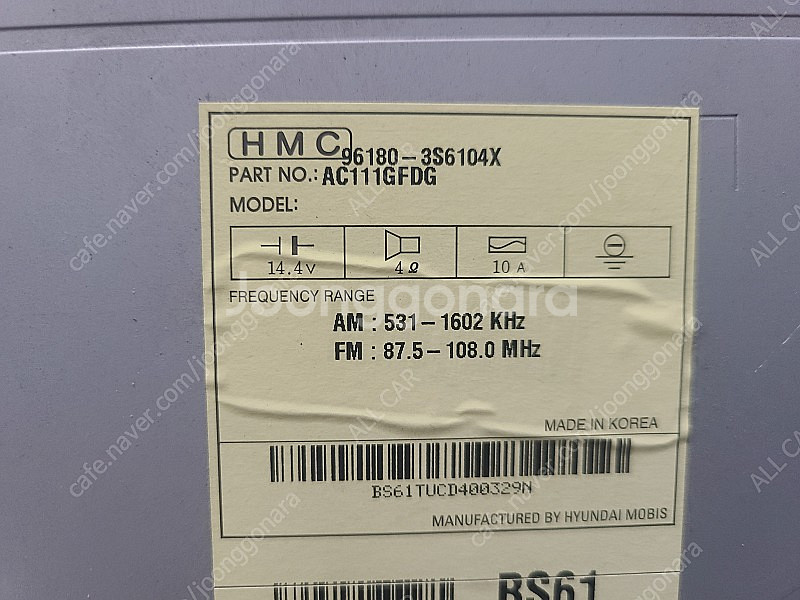 HMC
96180-3S6104X
PART NO.: AC111GFDG
MODEL:
14.4V 4Ω 10A
FREQUENCY RANGE
Joonggonara
AM : 531-1602 KHz
FM : 87.5-108.0 MHz
MADE IN KOREA
BS61TUCD400329N
MANUFACTURED BY HYUNDAI MOBIS
BS61
cafe.naver.com/joonggonara
ALL CAR